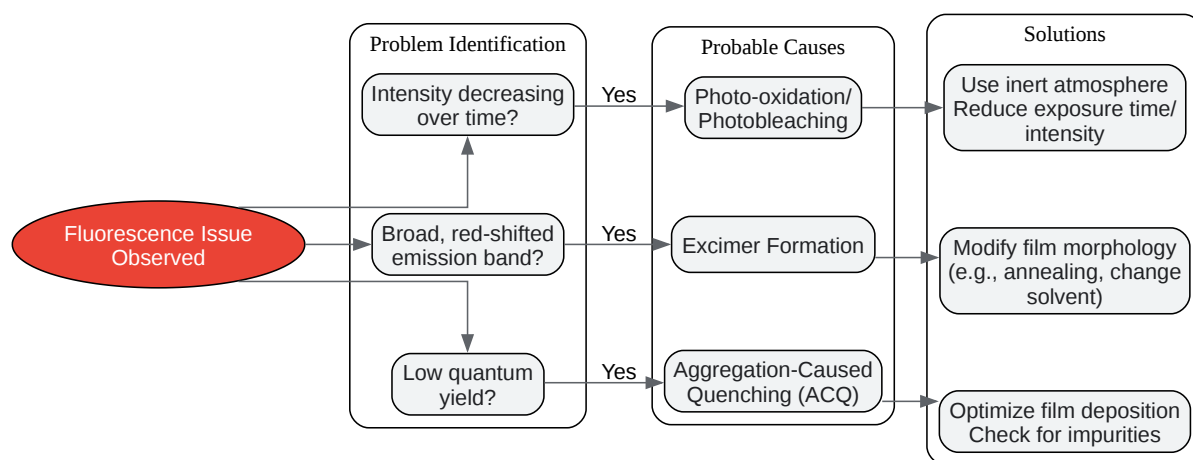 Problem Identification
Probable Causes
Solutions
Intensity decreasing
over time?
Yes
Photo-oxidation/
Photobleaching
Use inert atmosphere
Reduce exposure time/
intensity
Fluorescence Issue
Observed
Broad, red-shifted
emission band?
Yes
Excimer Formation
Modify film morphology
(e.g., annealing, change
solvent)
Low quantum
yield?
Yes
Aggregation-Caused
Quenching (ACQ)
Optimize film deposition
Check for impurities